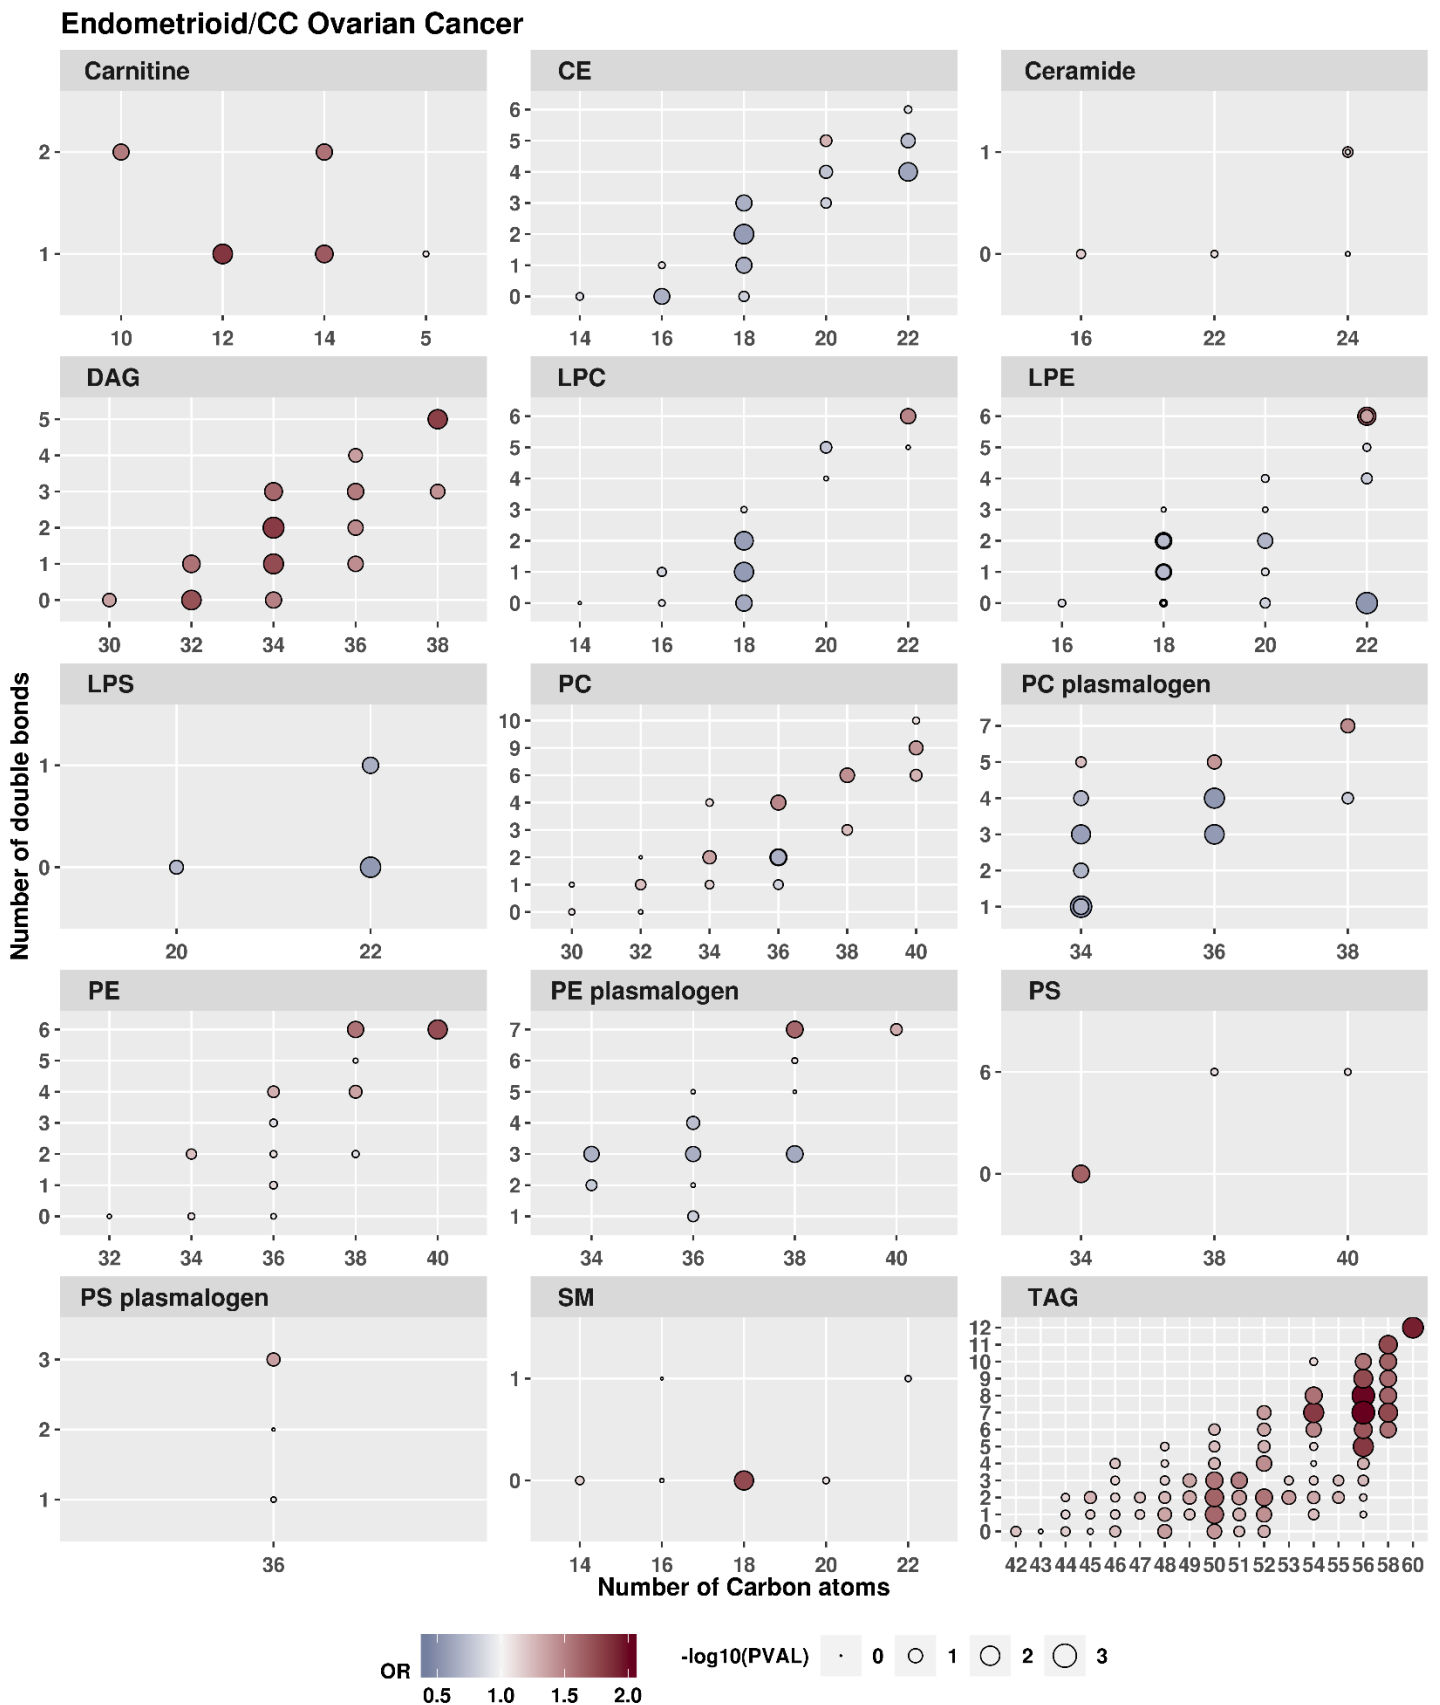 Endometrioid/CC Ovarian Cancer
Carnitine
CE
Ceramide
2
1
10 12 14 5
6
5
4
3
2
1
0
14 16 18 20 22
1
0
16 22 24
DAG
LPC
LPE
5
4
3
2
1
0
30 32 34 36 38
6
5
4
3
2
1
0
14 16 18 20 22
6
5
4
3
2
1
0
16 18 20 22
Number of double bonds
LPS
PC
PC plasmalogen
1
0
20 22
10
9
6
4
3
2
1
0
30 32 34 36 38 40
7
5
4
3
2
1
34 36 38
PE
PE plasmalogen
PS
6
5
4
3
2
1
0
32 34 36 38 40
7
6
5
4
3
2
1
34 36 38 40
6
0
34 38 40
PS plasmalogen
SM
TAG
3
2
1
36
1
0
14 16 18 20 22
12
11
10
9
8
7
6
5
4
3
2
1
0
42 43 44 45 46 47 48 49 50 51 52 53 54 55 56 58 60
Number of Carbon atoms
OR
0.5 1.0 1.5 2.0
-log10(PVAL) 0 1 2 3